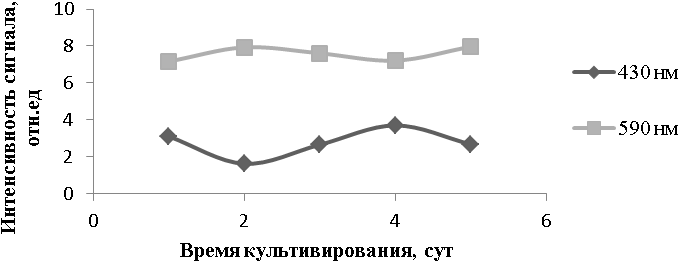 Интенсивность сигнала,
отн.ед
10
8
6
4
2
0
0 2 4 6
Время культивирования, сут
430 нм
590 нм